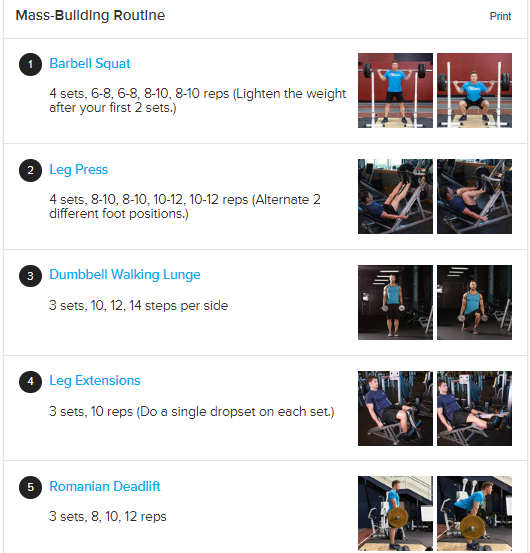 Mass-Building Routine
Print
1 Barbell Squat
4 sets, 6-8, 6-8, 8-10, 8-10 reps (Lighten the weight
after your first 2 sets.)
2 Leg Press
4 sets, 8-10, 8-10, 10-12, 10-12 reps (Alternate 2
different foot positions.)
3 Dumbbell Walking Lunge
3 sets, 10, 12, 14 steps per side
4 Leg Extensions
3 sets, 10 reps (Do a single dropset on each set.)
5 Romanian Deadlift
3 sets, 8, 10, 12 reps